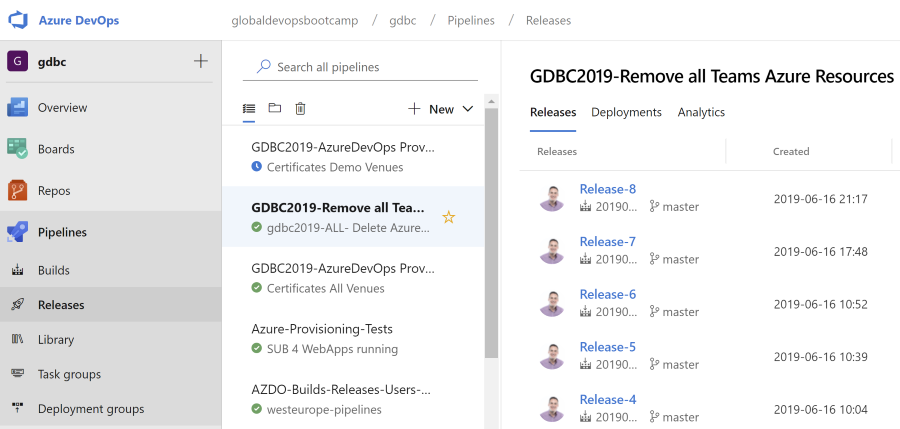 Azure DevOps
globaldevopsbootcamp / gdbc / Pipelines / Releases
G gdbc
Overview
Boards
Repos
Pipelines
Builds
Releases
Library
Task groups
Deployment groups
Search all pipelines
New
GDBC2019-AzureDevOps Prov...
Certificates Demo Venues
GDBC2019-Remove all Tea...
gdbc2019-ALL- Delete Azure...
GDBC2019-AzureDevOps Prov...
Certificates All Venues
Azure-Provisioning-Tests
SUB 4 WebApps running
AZDO-Builds-Releases-Users-...
westeurope-pipelines
GDBC2019-Remove all Teams Azure Resources
Releases Deployments Analytics
Releases Created
Release-8
20190... master
2019-06-16 21:17
Release-7
20190... master
2019-06-16 17:48
Release-6
20190... master
2019-06-16 10:52
Release-5
20190... master
2019-06-16 10:39
Release-4
20190... master
2019-06-16 10:04